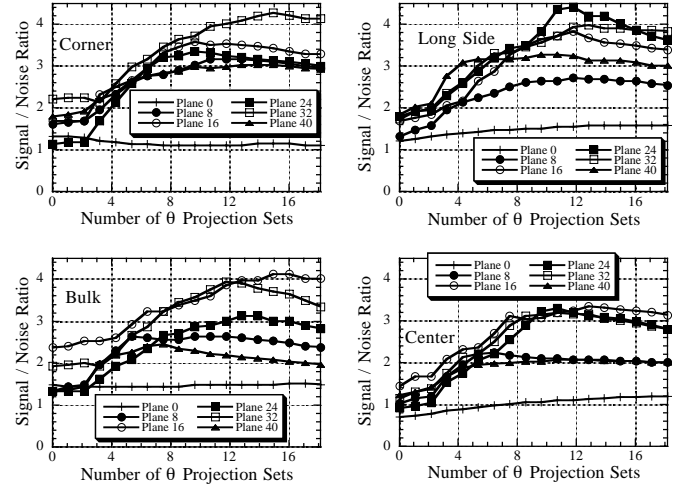 Corner
Signal / Noise Ratio
4
3
2
1
0
Plane 0
Plane 8
Plane 16
Plane 24
Plane 32
Plane 40
0 4 8 12 16
Number of θ Projection Sets
Long Side
Signal / Noise Ratio
4
3
2
1
0
Plane 0
Plane 8
Plane 16
Plane 24
Plane 32
Plane 40
0 4 8 12 16
Number of θ Projection Sets
Bulk
Signal / Noise Ratio
4
3
2
1
0
Plane 0
Plane 8
Plane 16
Plane 24
Plane 32
Plane 40
0 4 8 12 16
Number of θ Projection Sets
Plane 0
Plane 8
Plane 16
Plane 24
Plane 32
Plane 40
Center
Signal / Noise Ratio
4
3
2
1
0
0 4 8 12 16
Number of θ Projection Sets